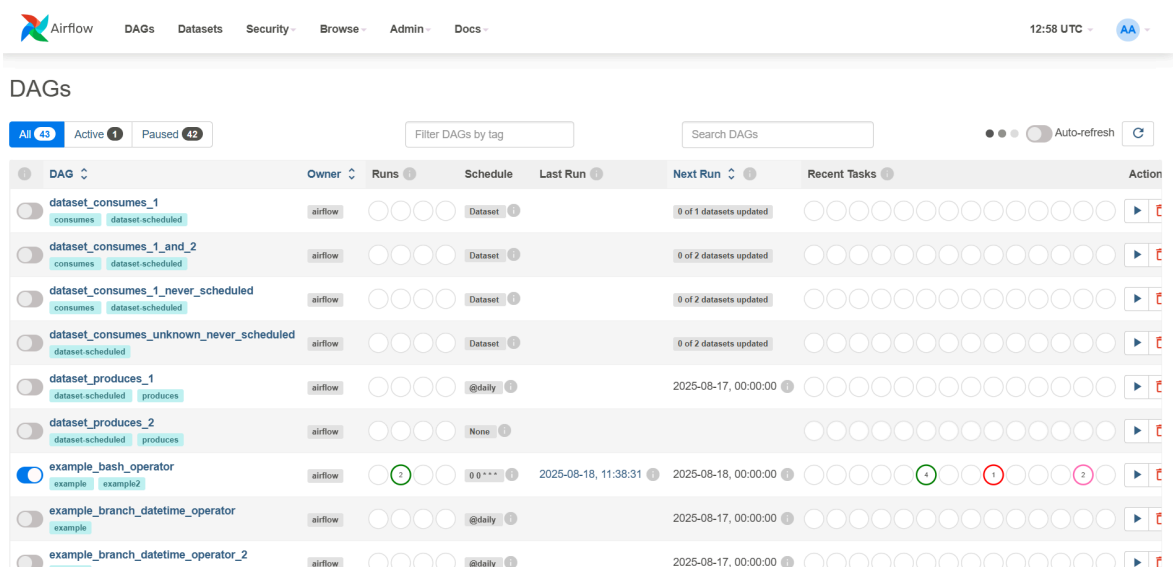 Airflow DAGs Datasets Security Browse Admin Docs 12:58 UTC AA
DAGs
All 43 Active 1 Paused 42 Filter DAGs by tag Search DAGs Auto-refresh
DAG Owner Runs Schedule Last Run Next Run Recent Tasks Action
dataset_consumes_1
consumes dataset-scheduled
airflow Dataset 0 of 1 datasets updated
dataset_consumes_1_and_2
consumes dataset-scheduled
airflow Dataset 0 of 2 datasets updated
dataset_consumes_1_never_scheduled
consumes dataset-scheduled
airflow Dataset 0 of 2 datasets updated
dataset_consumes_unknown_never_scheduled
dataset-scheduled
airflow Dataset 0 of 2 datasets updated
dataset_produces_1
dataset-scheduled produces
airflow @daily 2025-08-17, 00:00:00
dataset_produces_2
dataset-scheduled produces
airflow None
example_bash_operator
example example2
airflow 2 0 0 * * * 2025-08-18, 11:38:31 2025-08-18, 00:00:00 4 1 2
example_branch_datetime_operator
example
airflow @daily 2025-08-17, 00:00:00
example_branch_datetime_operator_2
airflow @daily 2025-08-17, 00:00:00